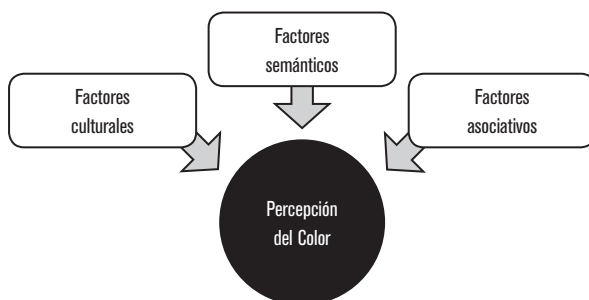 Factores
semánticos
Factores
culturales
Factores
asociativos
Percepción
del Color